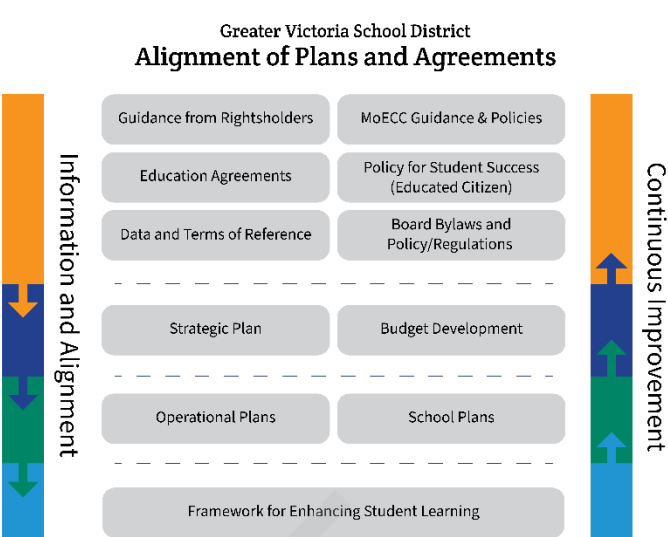 Greater Victoria School District
Alignment of Plans and Agreements
Guidance from Rightsholders
MoECC Guidance & Policies
Education Agreements
Policy for Student Success
(Educated Citizen)
Data and Terms of Reference
Board Bylaws and
Policy/Regulations
Strategic Plan
Budget Development
Operational Plans
School Plans
Framework for Enhancing Student Learning
Information and Alignment
Continuous Improvement